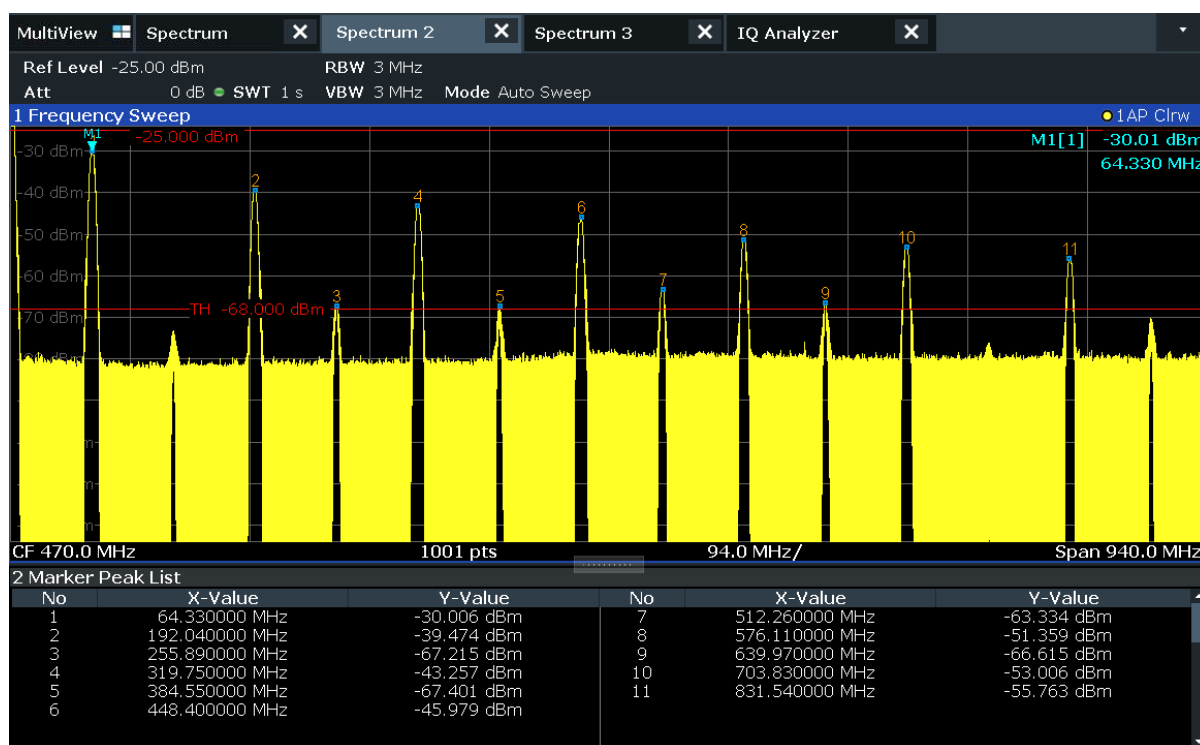 MultiView Spectrum Spectrum 2 Spectrum 3 IQ Analyzer
Ref Level -25.00 dBm RBW 3 MHz
Att 0 dB SWT 1 s VBW 3 MHz Mode Auto Sweep
1 Frequency Sweep 1AP Clrw
M1 -25.000 dBm M1[1] -30.01 dBm
-30 dBm 64.330 MHz
2
-40 dBm 4
6
-50 dBm 8 10
11
-60 dBm 7
3 5 9
TH -68.000 dBm
-70 dBm
CF 470.0 MHz 1001 pts 94.0 MHz/ Span 940.0 MHz
2 Marker Peak List
No X-Value Y-Value No X-Value Y-Value
1 64.330000 MHz -30.006 dBm 7 512.260000 MHz -63.334 dBm
2 192.040000 MHz -39.474 dBm 8 576.110000 MHz -51.359 dBm
3 255.890000 MHz -67.215 dBm 9 639.970000 MHz -66.615 dBm
4 319.750000 MHz -43.257 dBm 10 703.830000 MHz -53.006 dBm
5 384.550000 MHz -67.401 dBm 11 831.540000 MHz -55.763 dBm
6 448.400000 MHz -45.979 dBm